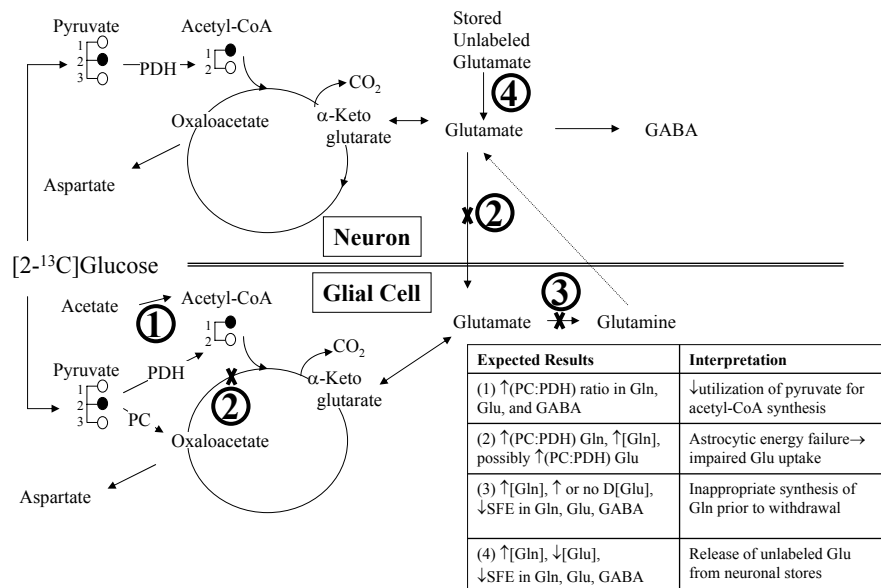 Pyruvate
1
2
3
PDH
Acetyl-CoA
1
2
CO2
Oxaloacetate
α-Keto
glutarate
Aspartate
Stored
Unlabeled
Glutamate
4
Glutamate
GABA
2
Neuron
[2-¹³C]Glucose
Glial Cell
Acetate
1
Acetyl-CoA
1
2
Pyruvate
1
2
3
PDH
PC
2
CO2
α-Keto
glutarate
Oxaloacetate
Aspartate
3
Glutamate
Glutamine
Expected Results
Interpretation
(1) ↑(PC:PDH) ratio in Gln,
Glu, and GABA
↓utilization of pyruvate for
acetyl-CoA synthesis
(2) ↑(PC:PDH) Gln, ↑[Gln],
possibly ↑(PC:PDH) Glu
Astrocytic energy failure→
impaired Glu uptake
(3) ↑[Gln], ↑ or no D[Glu],
↓SFE in Gln, Glu, GABA
Inappropriate synthesis of
Gln prior to withdrawal
(4) ↑[Gln], ↓[Glu],
↓SFE in Gln, Glu, GABA
Release of unlabeled Glu
from neuronal stores